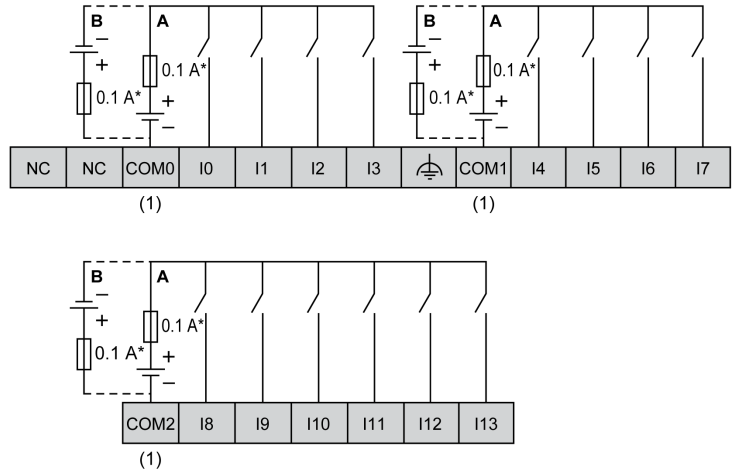 B − A B − A
+ 0.1 A* + 0.1 A*
0.1 A* + 0.1 A* +
− −
NC NC COM0 I0 I1 I2 I3 COM1 I4 I5 I6 I7
(1) (1)
B − A
+ 0.1 A*
0.1 A* +
−
COM2 I8 I9 I10 I11 I12 I13
(1)